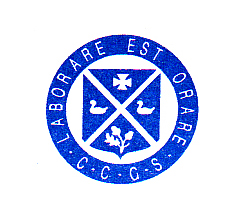 LABORARE EST ORARE
· C · C · G · S ·